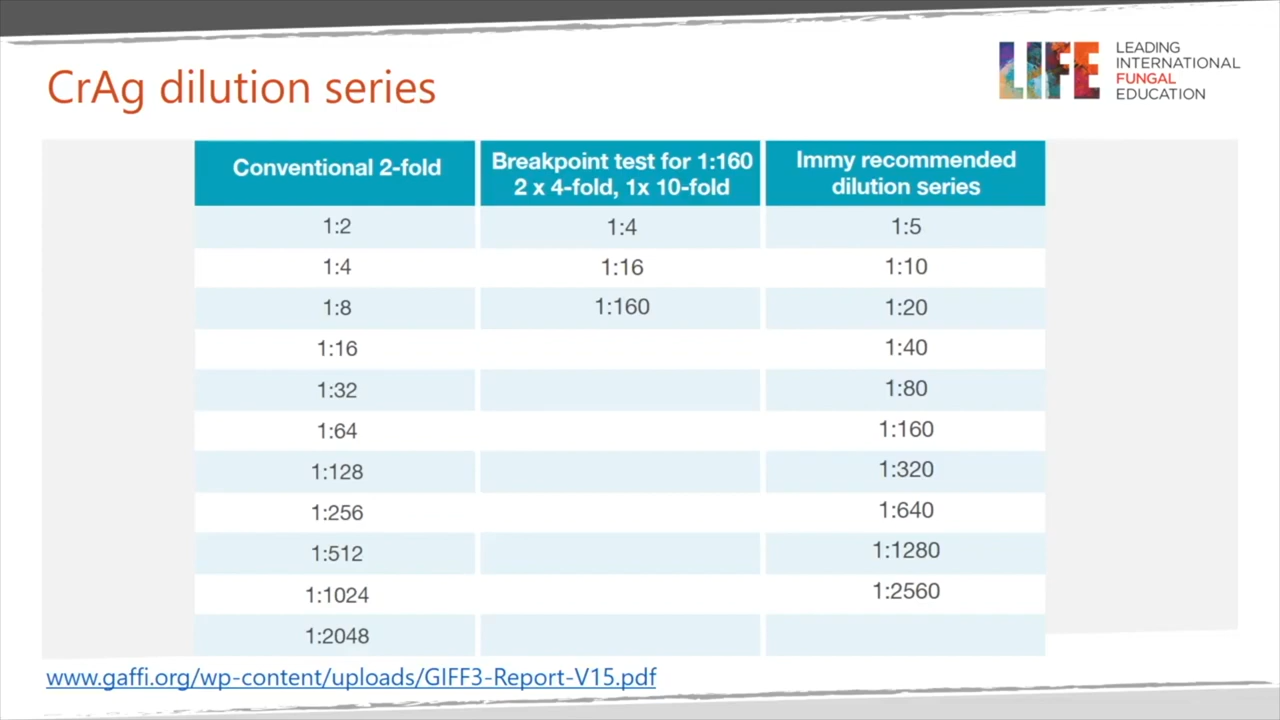 CrAg dilution series
LIFE
LEADING
INTERNATIONAL
FUNGAL
EDUCATION
Conventional 2-fold
Breakpoint test for 1:160
2 x 4-fold, 1x 10-fold
Immy recommended
dilution series
1:2 1:4 1:5
1:4 1:16 1:10
1:8 1:160 1:20
1:16 1:40
1:32 1:80
1:64 1:160
1:128 1:320
1:256 1:640
1:512 1:1280
1:1024 1:2560
1:2048
www.gaffi.org/wp-content/uploads/GIFF3-Report-V15.pdf